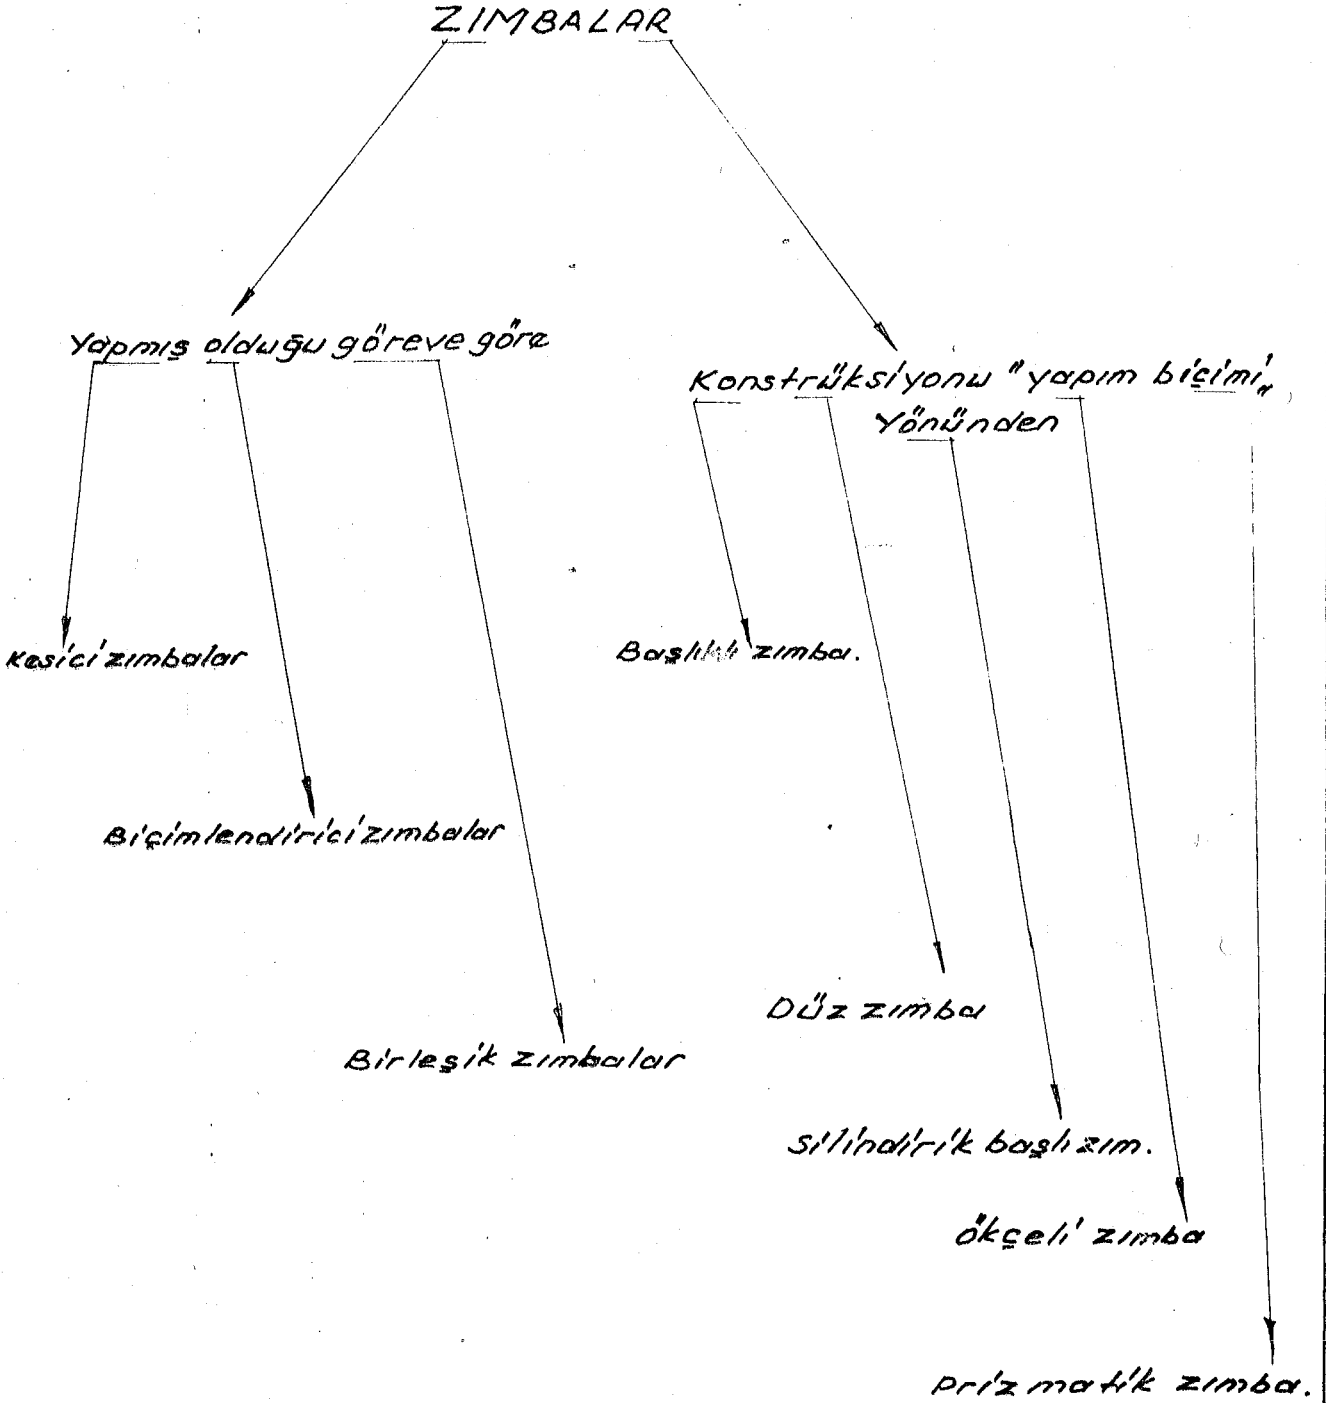 ZIMBALAR
Yapmış olduğu göreve göre
Konstrüksiyonu "yapım biçimi„
Yönünden
Kesici zımbalar
Başlıklı zımba.
Biçimlendirici zımbalar
Düz zımba
Birleşik zımbalar
Silindirik başlı zım.
Ökçeli zımba
Prizmatik zımba.